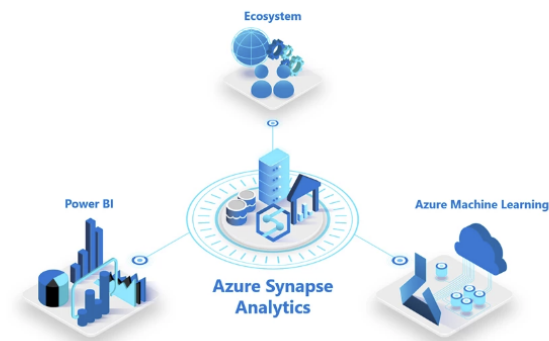 Ecosystem
Power BI
Azure Machine Learning
Azure Synapse
Analytics